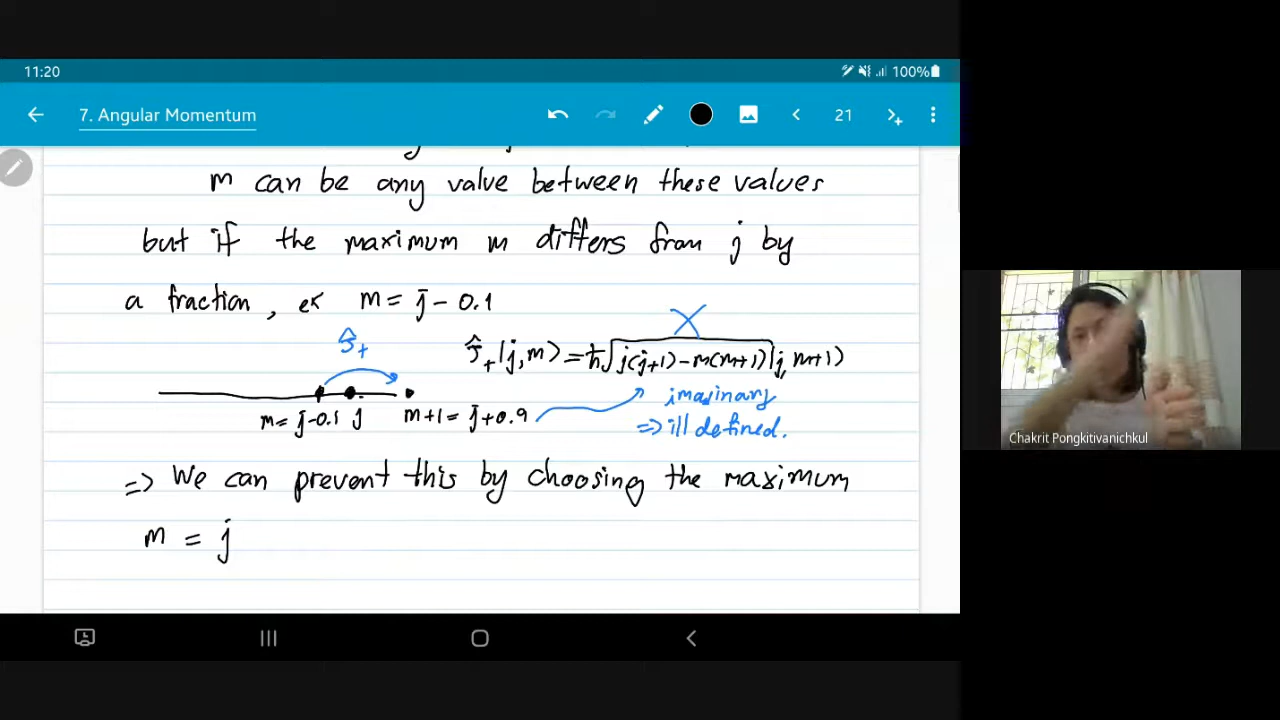 11:20
100%
7. Angular Momentum
21
m can be any value between these values
but if the maximum m differs from j by
a fraction, ex m = j - 0.1
Ĵ+
Ĵ+|j,m⟩ = ħ√j(j+1) - m(m+1)|j, m+1⟩
m = j-0.1 j m+1 = j+0.9
imaginary
⇒ ill defined.
⇒ We can prevent this by choosing the maximum
m = j
Chakrit Pongkitivanichkul